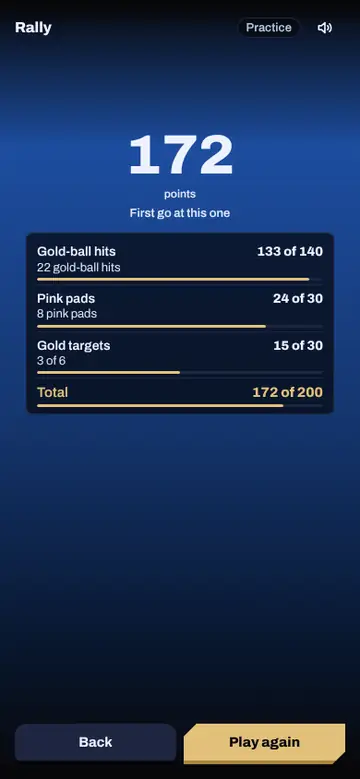 Rally
Practice
172
points
First go at this one
Gold-ball hits 133 of 140
22 gold-ball hits
Pink pads 24 of 30
8 pink pads
Gold targets 15 of 30
3 of 6
Total 172 of 200
Back
Play again